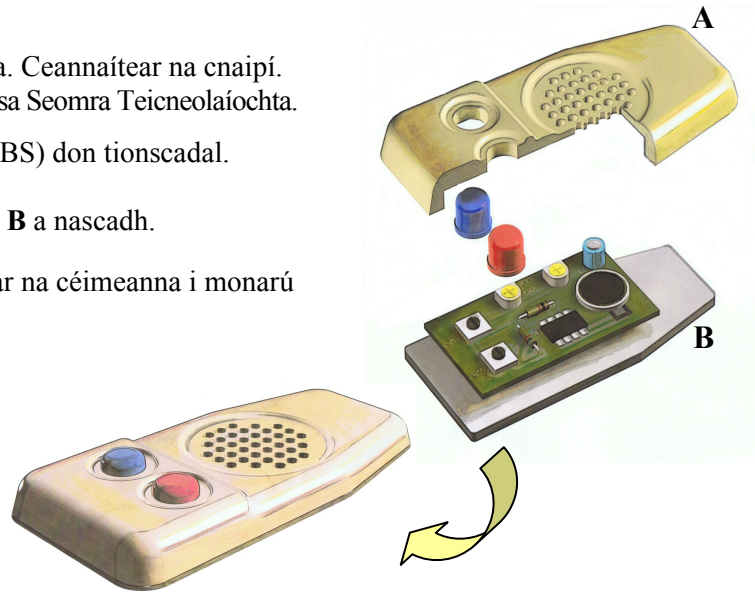 A
a. Ceannaítear na cnaipí.
sa Seomra Teicneolaíochta.
BS) don tionscadal.
B a nascadh.
ar na céimeanna i monarú
B